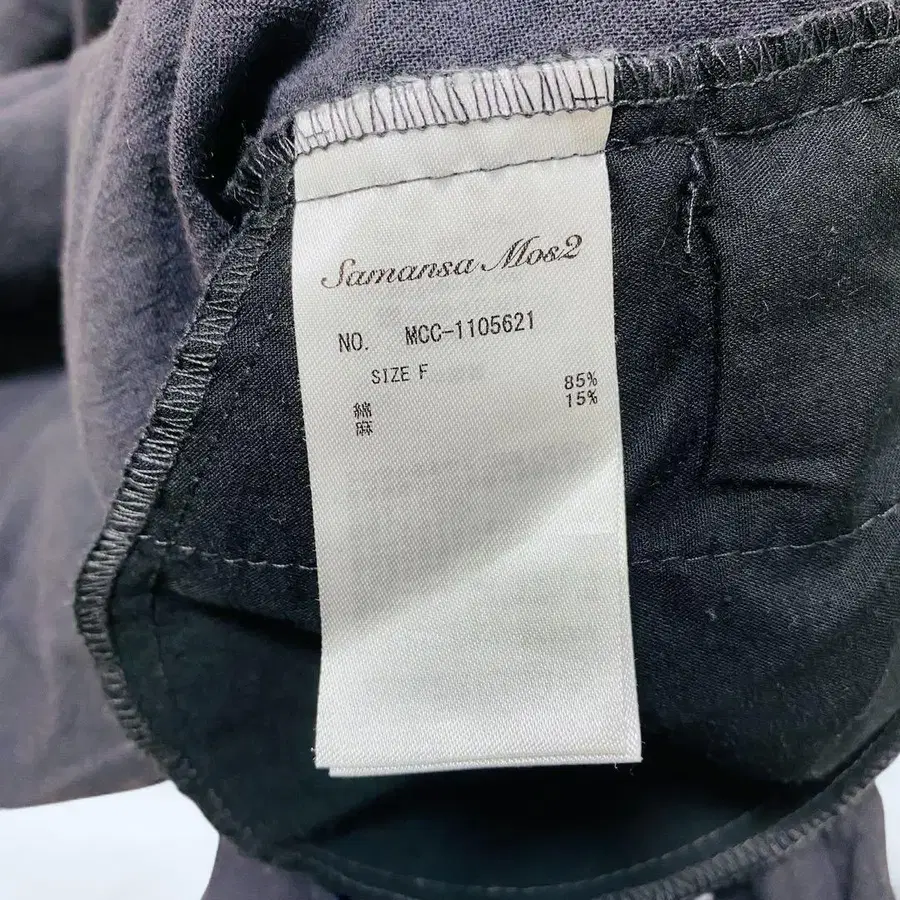 Samansa Mos2
NO. MCC-1105621
SIZE F
綿 85%
麻 15%